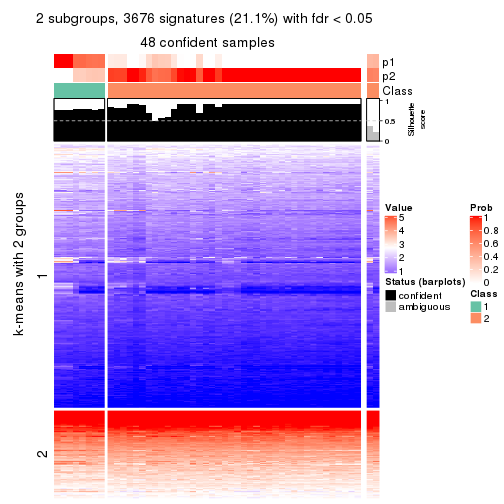 2 subgroups, 3676 signatures (21.1%) with fdr < 0.05
48 confident samples
p1
p2
Class
1
0.5
0
Silhouette
score
k-means with 2 groups
1
2
Value
5
4
3
2
1
Status (barplots)
confident
ambiguous
Prob
1
0.8
0.6
0.4
0.2
0
Class
1
2